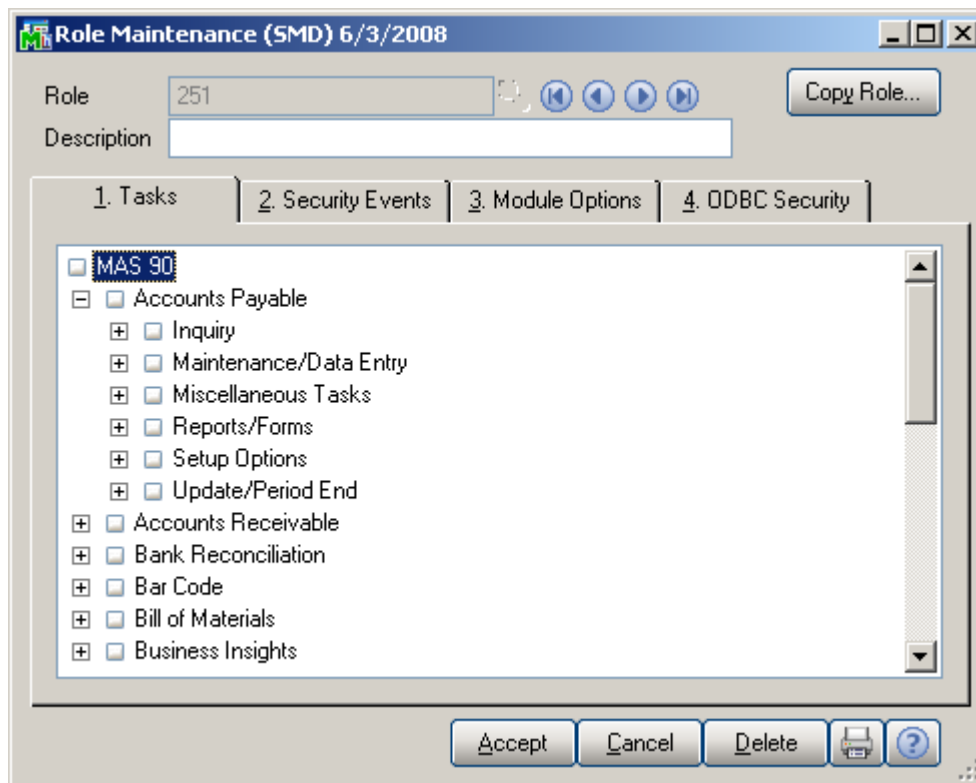 Role Maintenance (SMD) 6/3/2008
Role 251 Copy Role...
Description
1. Tasks 2. Security Events 3. Module Options 4. ODBC Security
MAS 90
Accounts Payable
Inquiry
Maintenance/Data Entry
Miscellaneous Tasks
Reports/Forms
Setup Options
Update/Period End
Accounts Receivable
Bank Reconciliation
Bar Code
Bill of Materials
Business Insights
Accept Cancel Delete ?